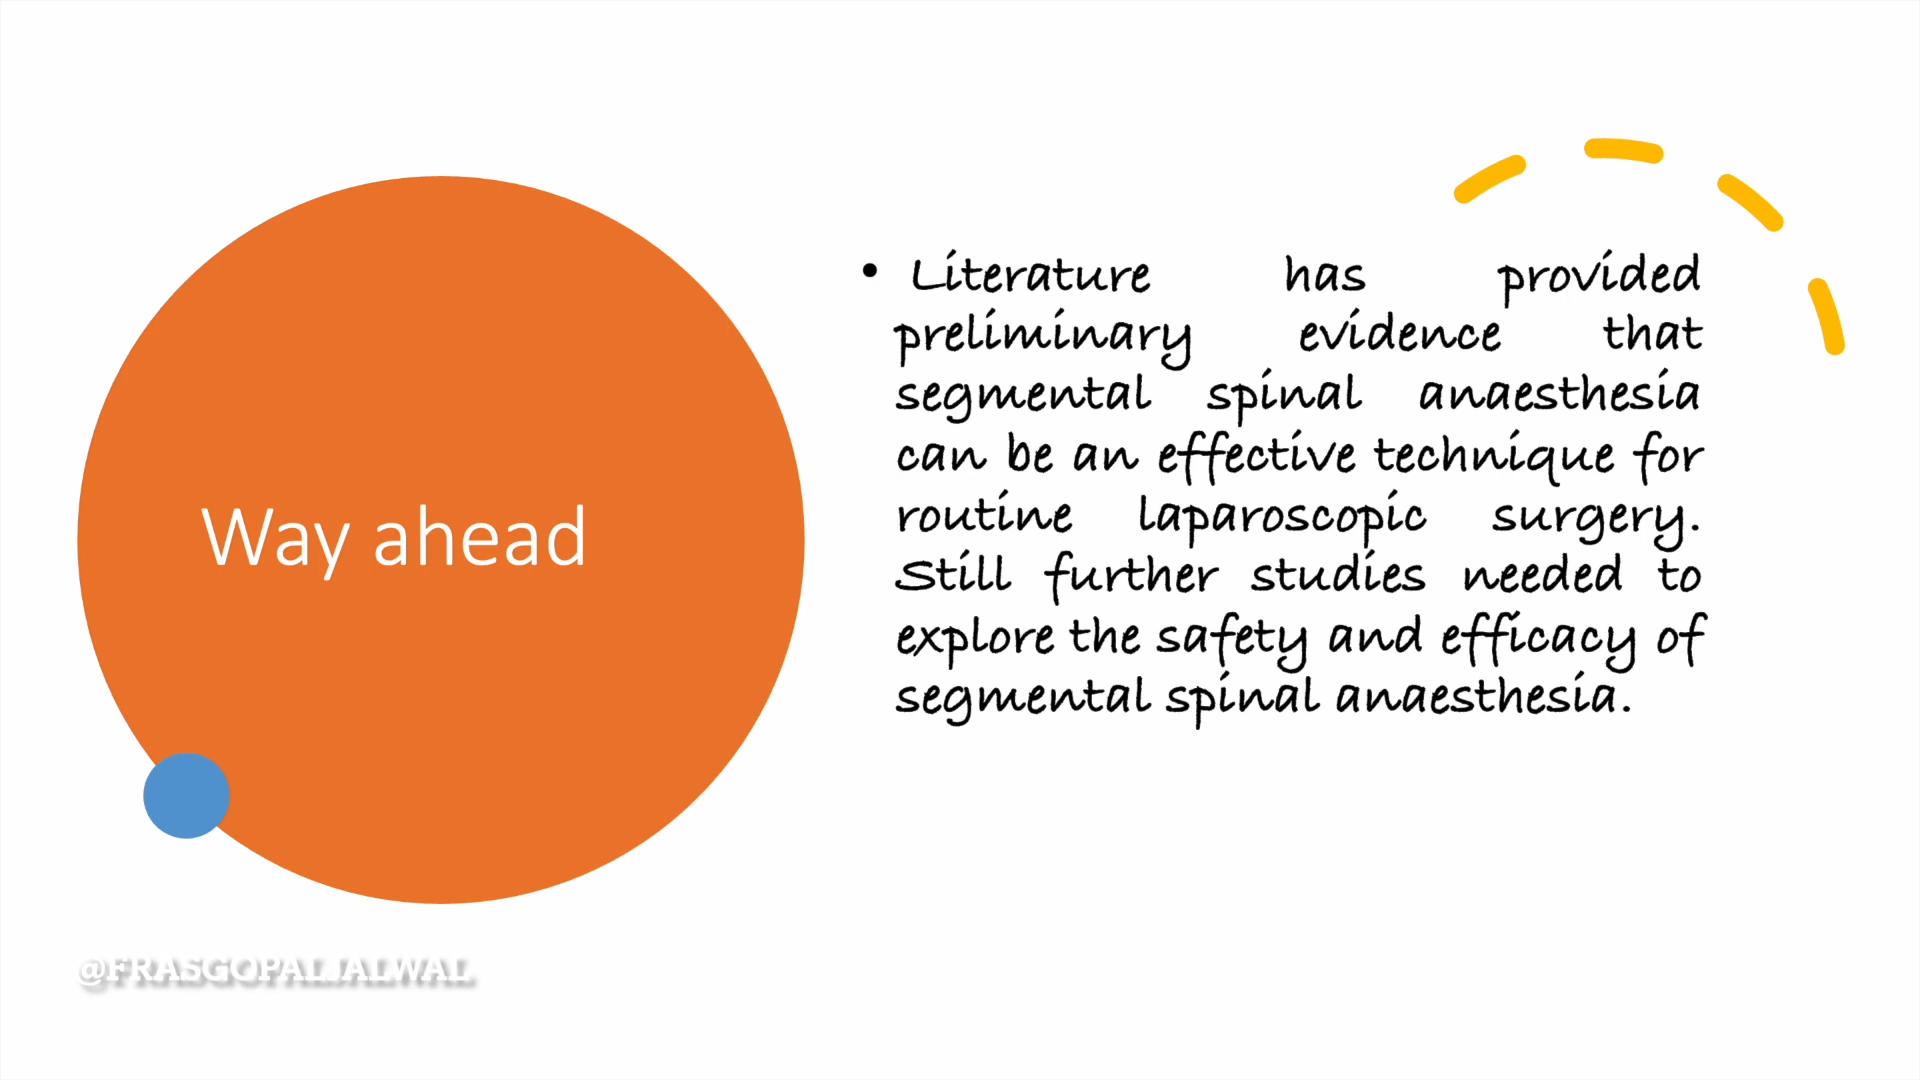 Way ahead
• Literature has provided
preliminary evidence that
segmental spinal anaesthesia
can be an effective technique for
routine laparoscopic surgery.
Still further studies needed to
explore the safety and efficacy of
segmental spinal anaesthesia.
@FRASGOPALJALWAL